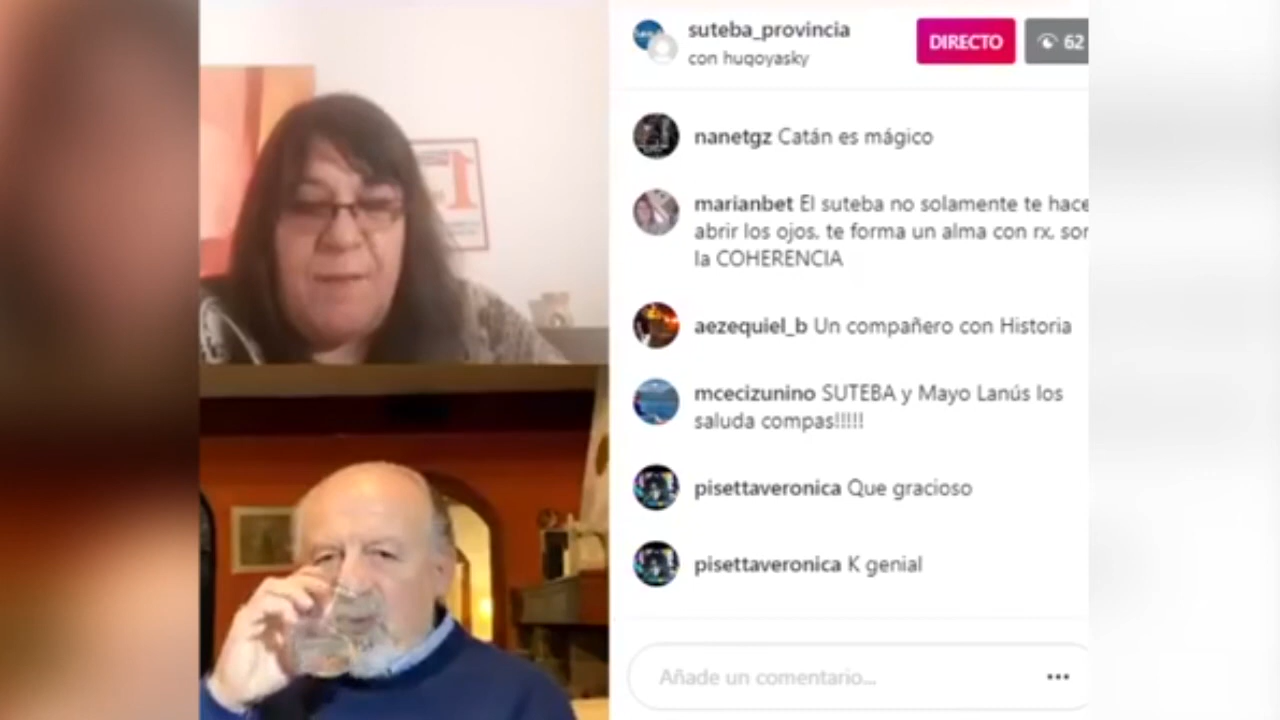 suteba_provincia
con hugoyasky
DIRECTO
62
nanetgz Catán es mágico
marianbet El suteba no solamente te hace
abrir los ojos, te forma un alma con rx, son
la COHERENCIA
aezequiel_b Un compañero con Historia
mcecizunino SUTEBA y Mayo Lanús los
saluda compas!!!!!
pisettaveronica Que gracioso
pisettaveronica K genial
Añade un comentario...